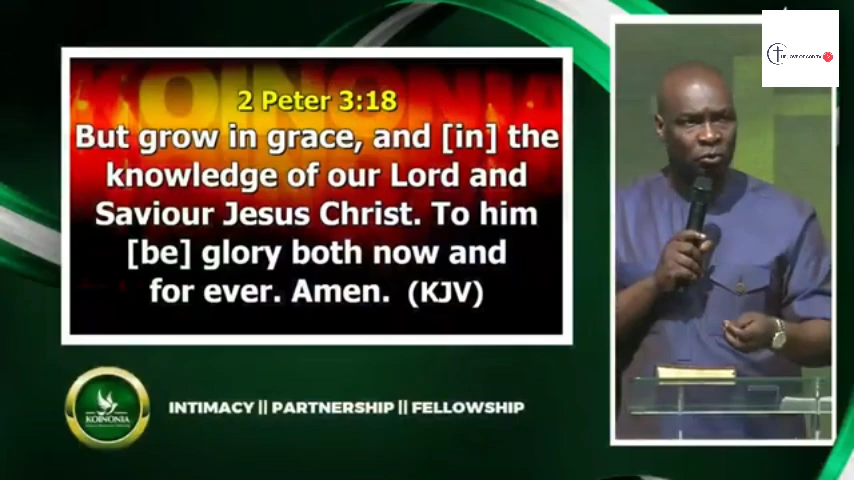 KOINONIA
2 Peter 3:18
But grow in grace, and [in] the
knowledge of our Lord and
Saviour Jesus Christ. To him
[be] glory both now and
for ever. Amen. (KJV)
KOINONIA
INTIMACY || PARTNERSHIP || FELLOWSHIP